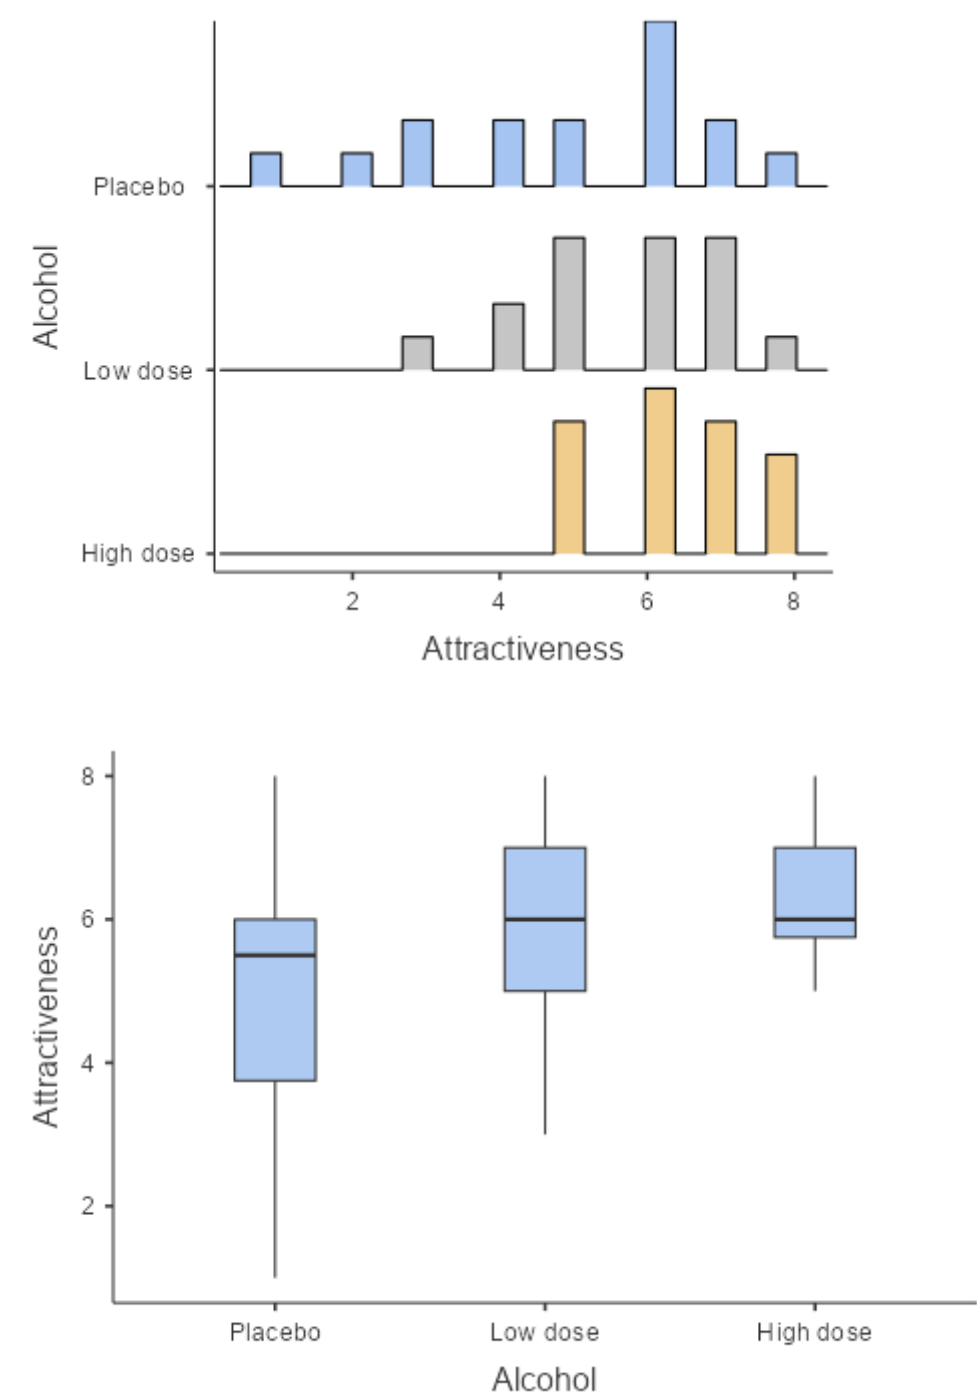 Placebo
Low dose
High dose
Alcohol
2 4 6 8
Attractiveness
8
6
4
2
Attractiveness
Placebo Low dose High dose
Alcohol